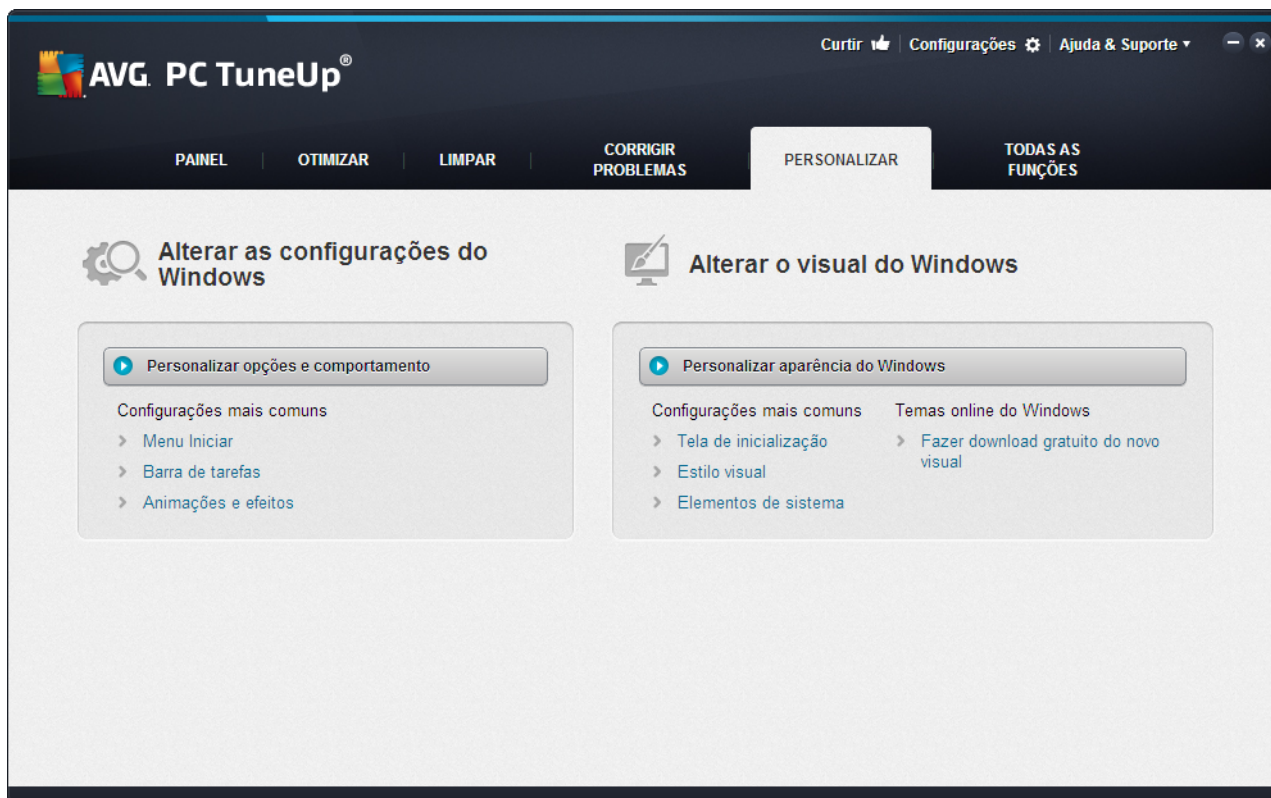 Curtir
Configurações
Ajuda & Suporte
AVG. PC TuneUp®
PAINEL
OTIMIZAR
LIMPAR
CORRIGIR
PROBLEMAS
PERSONALIZAR
TODAS AS
FUNÇÕES
Alterar as configurações do
Windows
Personalizar opções e comportamento
Configurações mais comuns
Menu Iniciar
Barra de tarefas
Animações e efeitos
Alterar o visual do Windows
Personalizar aparência do Windows
Configurações mais comuns
Tela de inicialização
Estilo visual
Elementos de sistema
Temas online do Windows
Fazer download gratuito do novo
visual